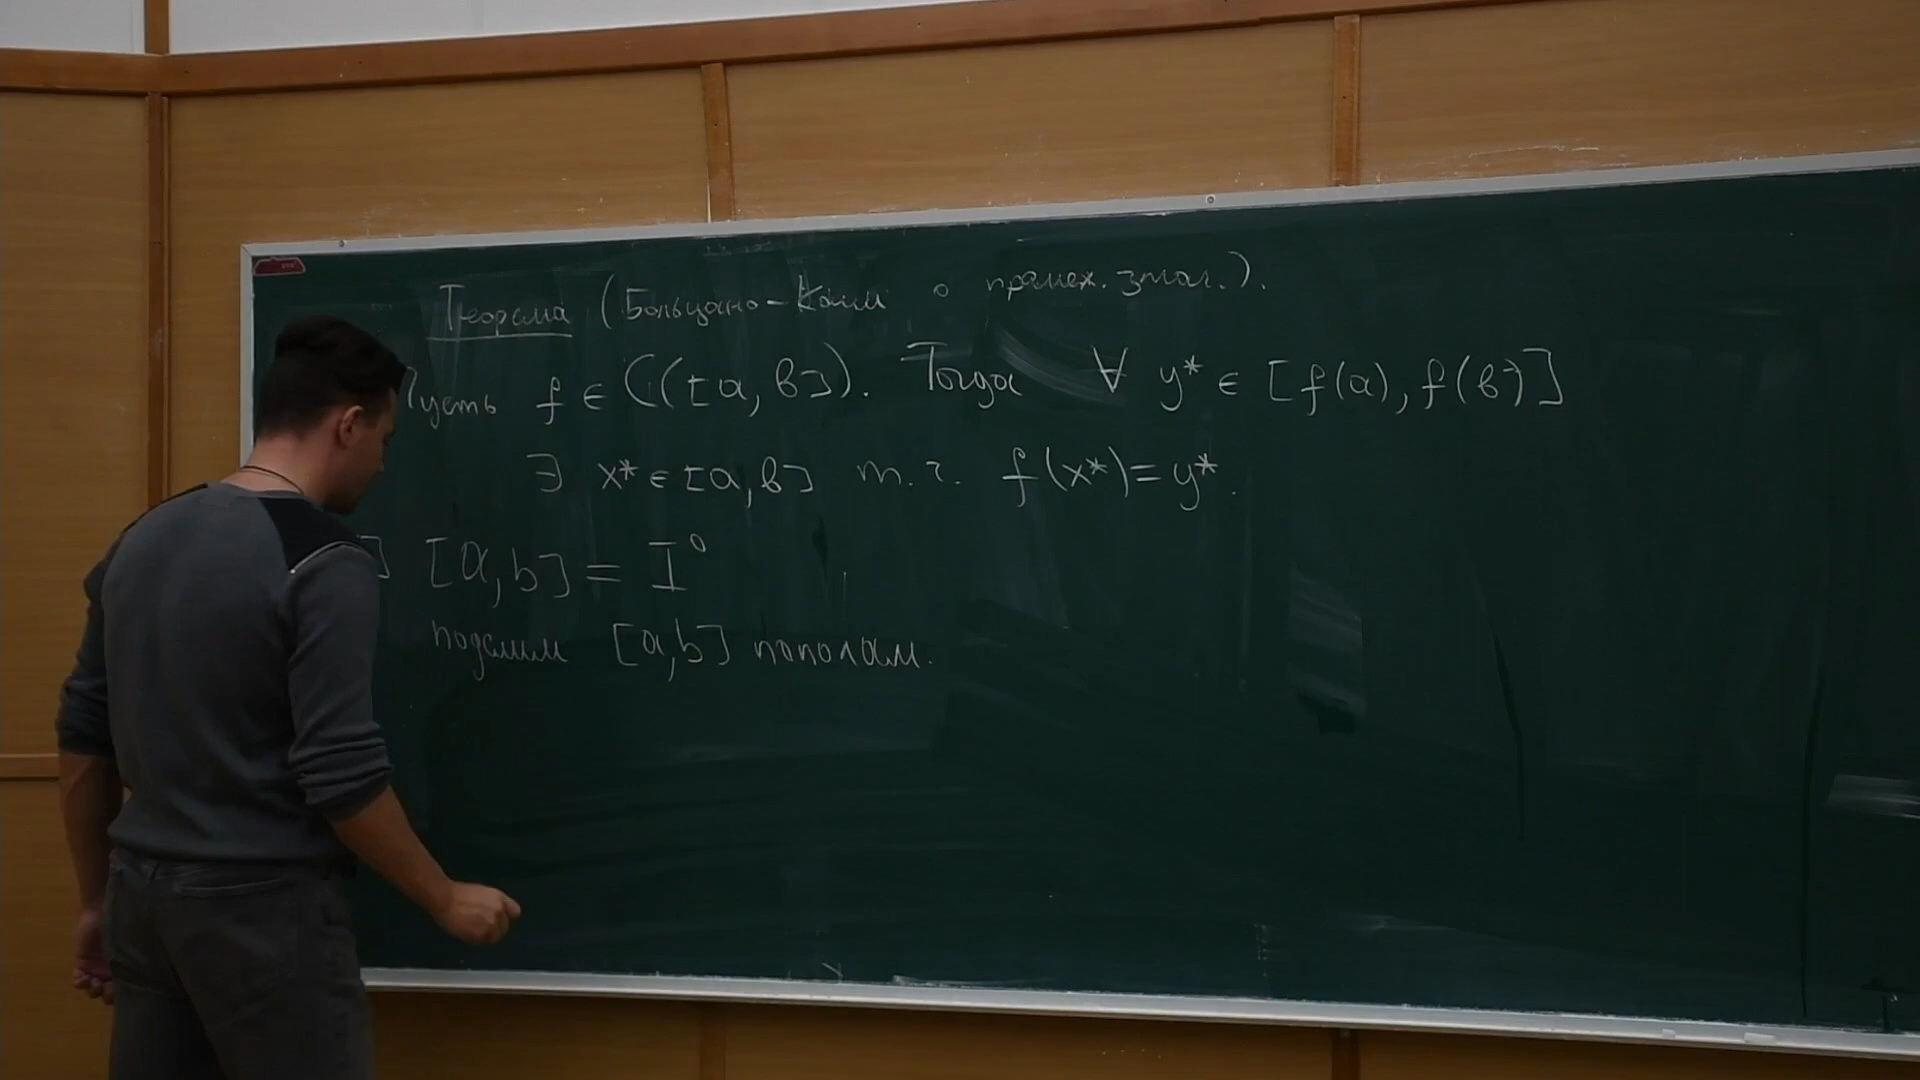 Теорема (Больцано-Коши о промеж. знач.).
Пусть f ∈ C([a, b]). Тогда ∀ y* ∈ [f(a), f(b)]
∃ x* ∈ [a, b] т.ч. f(x*) = y*.
] [a, b] = I⁰
поделим [a, b] пополам.